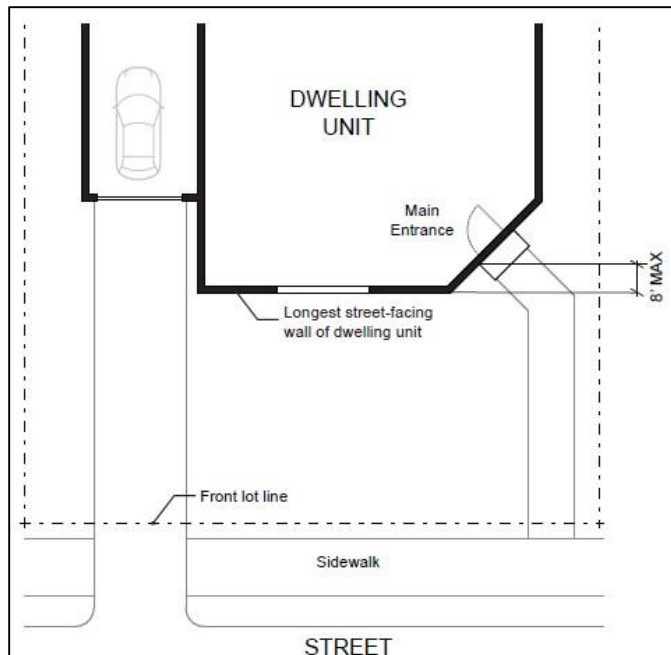 DWELLING
UNIT
Main
Entrance
8' MAX
Longest street-facing
wall of dwelling unit
Front lot line
Sidewalk
STREET